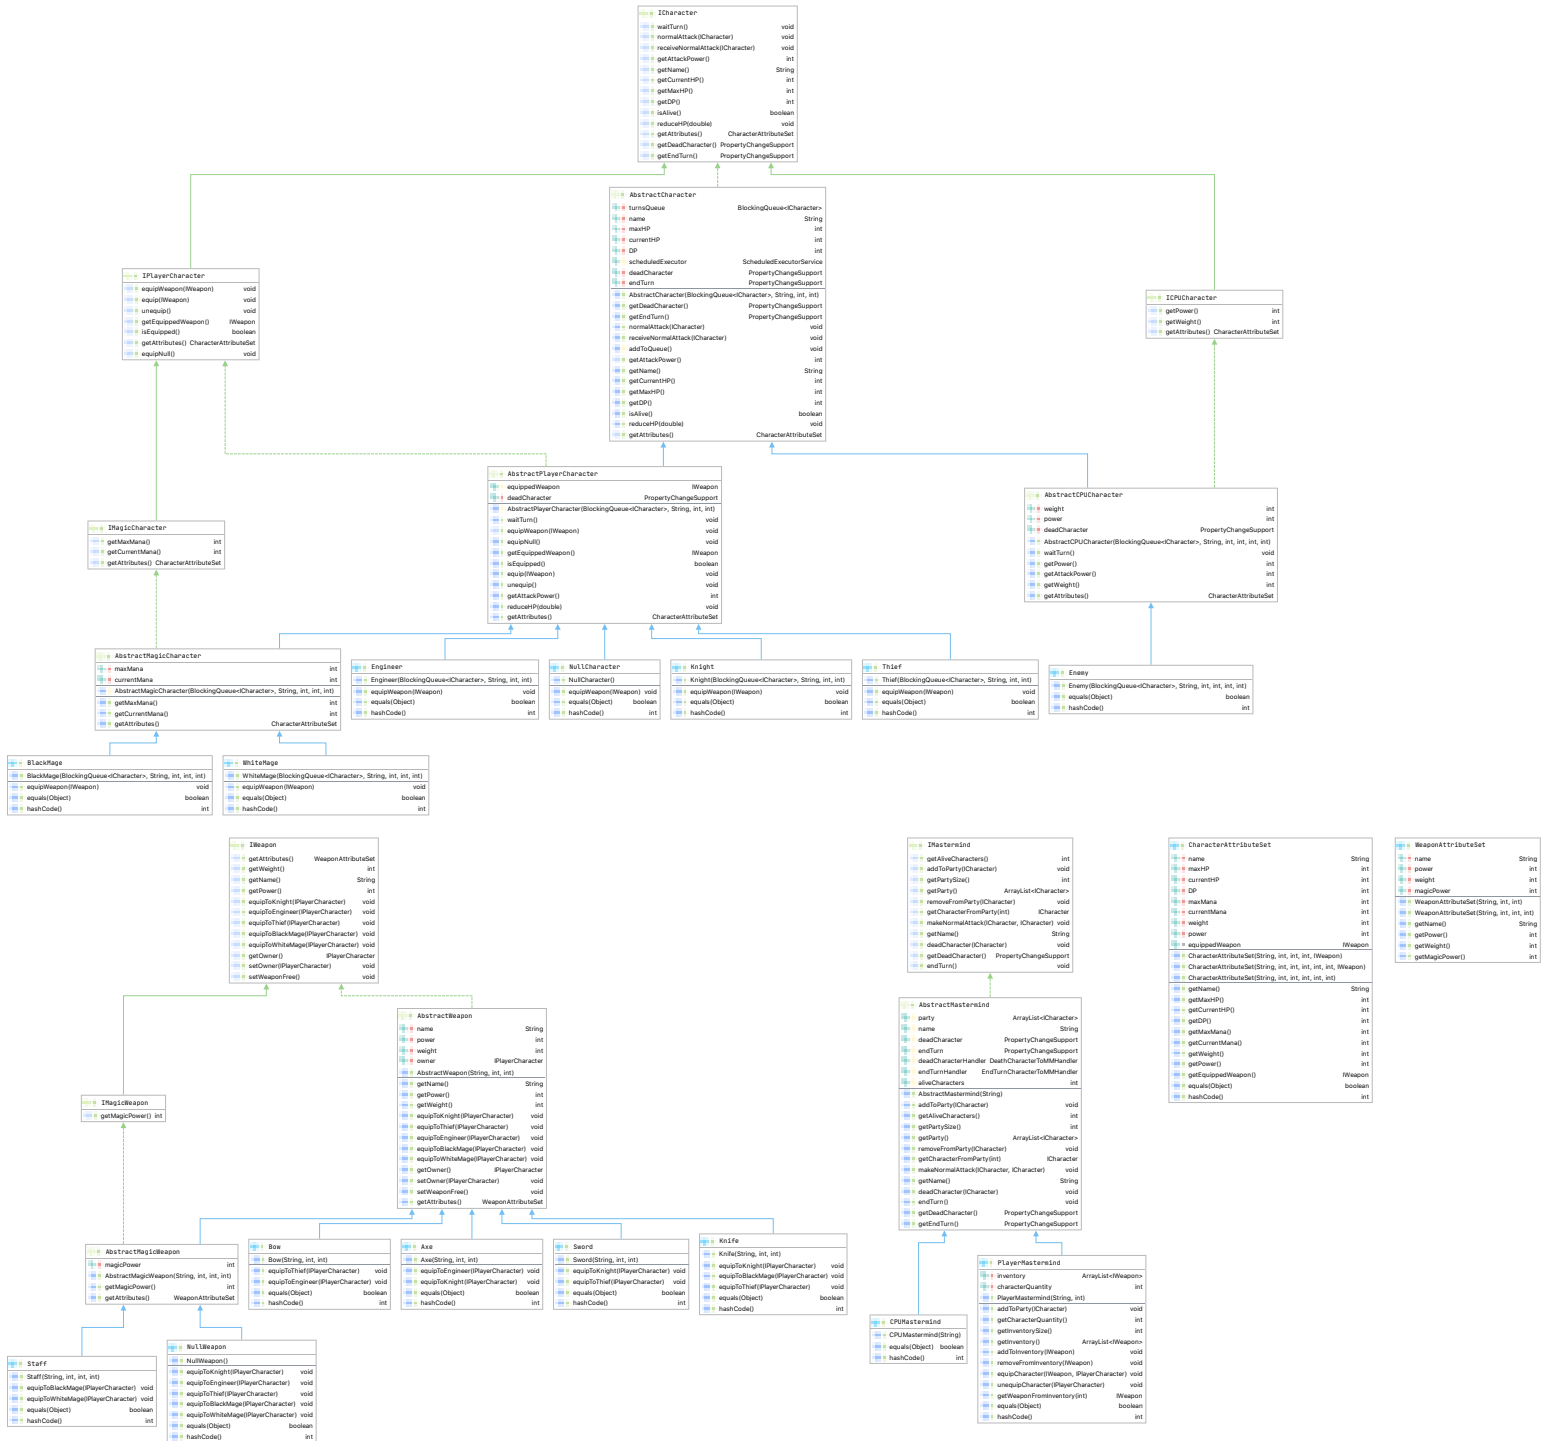 ICharacter
waitTurn() void
normalAttack(ICharacter) void
receiveNormalAttack(ICharacter) void
getAttackPower() int
getName() String
getCurrentHP() int
getMaxHP() int
getDP() int
isAlive() boolean
reduceHP(double) void
getAttributes() CharacterAttributeSet
getDeadCharacter() PropertyChangeSupport
getEndTurn() PropertyChangeSupport
AbstractCharacter
turnsQueue BlockingQueue<ICharacter>
name String
maxHP int
currentHP int
DP int
scheduledExecutor ScheduledExecutorService
deadCharacter PropertyChangeSupport
endTurn PropertyChangeSupport
AbstractCharacter(BlockingQueue<ICharacter>, String, int, int)
getDeadCharacter() PropertyChangeSupport
getEndTurn() PropertyChangeSupport
normalAttack(ICharacter) void
receiveNormalAttack(ICharacter) void
addToQueue() void
getAttackPower() int
getName() String
getCurrentHP() int
getMaxHP() int
getDP() int
isAlive() boolean
reduceHP(double) void
getAttributes() CharacterAttributeSet
IPlayerCharacter
equipWeapon(IWeapon) void
equip(IWeapon) void
unequip() void
getEquippedWeapon() IWeapon
isEquipped() boolean
getAttributes() CharacterAttributeSet
equipNull() void
ICPUCharacter
getPower() int
getWeight() int
getAttributes() CharacterAttributeSet
AbstractPlayerCharacter
equippedWeapon IWeapon
deadCharacter PropertyChangeSupport
AbstractPlayerCharacter(BlockingQueue<ICharacter>, String, int, int)
waitTurn() void
equipWeapon(IWeapon) void
equipNull() void
getEquippedWeapon() IWeapon
isEquipped() boolean
equip(IWeapon) void
unequip() void
getAttackPower() int
reduceHP(double) void
getAttributes() CharacterAttributeSet
AbstractCPUCharacter
weight int
power int
deadCharacter PropertyChangeSupport
AbstractCPUCharacter(BlockingQueue<ICharacter>, String, int, int, int, int)
waitTurn() void
getPower() int
getAttackPower() int
getWeight() int
getAttributes() CharacterAttributeSet
IMagicCharacter
getMaxMana() int
getCurrentMana() int
getAttributes() CharacterAttributeSet
AbstractMagicCharacter
maxMana int
currentMana int
AbstractMagicCharacter(BlockingQueue<ICharacter>, String, int, int, int)
getMaxMana() int
getCurrentMana() int
getAttributes() CharacterAttributeSet
Engineer
Engineer(BlockingQueue<ICharacter>, String, int, int)
equipWeapon(IWeapon) void
equals(Object) boolean
hashCode() int
NullCharacter
NullCharacter()
equipWeapon(IWeapon) void
equals(Object) boolean
hashCode() int
Knight
Knight(BlockingQueue<ICharacter>, String, int, int)
equipWeapon(IWeapon) void
equals(Object) boolean
hashCode() int
Thief
Thief(BlockingQueue<ICharacter>, String, int, int)
equipWeapon(IWeapon) void
equals(Object) boolean
hashCode() int
Enemy
Enemy(BlockingQueue<ICharacter>, String, int, int, int, int)
equals(Object) boolean
hashCode() int
BlackMage
BlackMage(BlockingQueue<ICharacter>, String, int, int, int)
equipWeapon(IWeapon) void
equals(Object) boolean
hashCode() int
WhiteMage
WhiteMage(BlockingQueue<ICharacter>, String, int, int, int)
equipWeapon(IWeapon) void
equals(Object) boolean
hashCode() int
IWeapon
getAttributes() WeaponAttributeSet
getWeight() int
getName() String
getPower() int
equipToKnight(IPlayerCharacter) void
equipToEngineer(IPlayerCharacter) void
equipToThief(IPlayerCharacter) void
equipToBlackMage(IPlayerCharacter) void
equipToWhiteMage(IPlayerCharacter) void
getOwner() IPlayerCharacter
setOwner(IPlayerCharacter) void
setWeaponFree() void
IMastermind
getAliveCharacters() int
addToParty(ICharacter) void
getPartySize() int
getParty() ArrayList<ICharacter>
removeFromParty(ICharacter) void
getCharacterFromParty(int) ICharacter
makeNormalAttack(ICharacter, ICharacter) void
getName() String
deadCharacter(ICharacter) void
getDeadCharacter() PropertyChangeSupport
endTurn() void
CharacterAttributeSet
name String
maxHP int
currentHP int
DP int
maxMana int
currentMana int
weight int
power int
equippedWeapon IWeapon
CharacterAttributeSet(String, int, int, int, IWeapon)
CharacterAttributeSet(String, int, int, int, int, int, IWeapon)
CharacterAttributeSet(String, int, int, int, int, int)
getName() String
getMaxHP() int
getCurrentHP() int
getDP() int
getMaxMana() int
getCurrentMana() int
getWeight() int
getPower() int
getEquippedWeapon() IWeapon
equals(Object) boolean
hashCode() int
WeaponAttributeSet
name String
power int
weight int
magicPower int
WeaponAttributeSet(String, int, int)
WeaponAttributeSet(String, int, int, int)
getName() String
getPower() int
getWeight() int
getMagicPower() int
AbstractWeapon
name String
power int
weight int
owner IPlayerCharacter
AbstractWeapon(String, int, int)
getName() String
getPower() int
getWeight() int
equipToKnight(IPlayerCharacter) void
equipToThief(IPlayerCharacter) void
equipToEngineer(IPlayerCharacter) void
equipToBlackMage(IPlayerCharacter) void
equipToWhiteMage(IPlayerCharacter) void
getOwner() IPlayerCharacter
setOwner(IPlayerCharacter) void
setWeaponFree() void
getAttributes() WeaponAttributeSet
AbstractMastermind
party ArrayList<ICharacter>
name String
deadCharacter PropertyChangeSupport
endTurn PropertyChangeSupport
deadCharacterHandler DeathCharacterToMMHandler
endTurnHandler EndTurnCharacterToMMHandler
aliveCharacters int
AbstractMastermind(String)
addToParty(ICharacter) void
getAliveCharacters() int
getPartySize() int
getParty() ArrayList<ICharacter>
removeFromParty(ICharacter) void
getCharacterFromParty(int) ICharacter
makeNormalAttack(ICharacter, ICharacter) void
getName() String
deadCharacter(ICharacter) void
endTurn() void
getDeadCharacter() PropertyChangeSupport
getEndTurn() PropertyChangeSupport
IMagicWeapon
getMagicPower() int
AbstractMagicWeapon
magicPower int
AbstractMagicWeapon(String, int, int, int)
getMagicPower() int
getAttributes() WeaponAttributeSet
Bow
Bow(String, int, int)
equipToThief(IPlayerCharacter) void
equipToEngineer(IPlayerCharacter) void
equals(Object) boolean
hashCode() int
Axe
Axe(String, int, int)
equipToEngineer(IPlayerCharacter) void
equipToKnight(IPlayerCharacter) void
equals(Object) boolean
hashCode() int
Sword
Sword(String, int, int)
equipToKnight(IPlayerCharacter) void
equipToThief(IPlayerCharacter) void
equals(Object) boolean
hashCode() int
Knife
Knife(String, int, int)
equipToKnight(IPlayerCharacter) void
equipToBlackMage(IPlayerCharacter) void
equipToThief(IPlayerCharacter) void
equals(Object) boolean
hashCode() int
PlayerMastermind
inventory ArrayList<IWeapon>
characterQuantity int
PlayerMastermind(String, int)
addToParty(ICharacter) void
getCharacterQuantity() int
getInventorySize() int
getInventory() ArrayList<IWeapon>
addToInventory(IWeapon) void
removeFromInventory(IWeapon) void
equipCharacter(IWeapon, IPlayerCharacter) void
unequipCharacter(IPlayerCharacter) void
getWeaponFromInventory(int) IWeapon
equals(Object) boolean
hashCode() int
CPUMastermind
CPUMastermind(String)
equals(Object) boolean
hashCode() int
Staff
Staff(String, int, int, int)
equipToBlackMage(IPlayerCharacter) void
equipToWhiteMage(IPlayerCharacter) void
equals(Object) boolean
hashCode() int
NullWeapon
NullWeapon()
equipToKnight(IPlayerCharacter) void
equipToEngineer(IPlayerCharacter) void
equipToThief(IPlayerCharacter) void
equipToBlackMage(IPlayerCharacter) void
equipToWhiteMage(IPlayerCharacter) void
equals(Object) boolean
hashCode() int